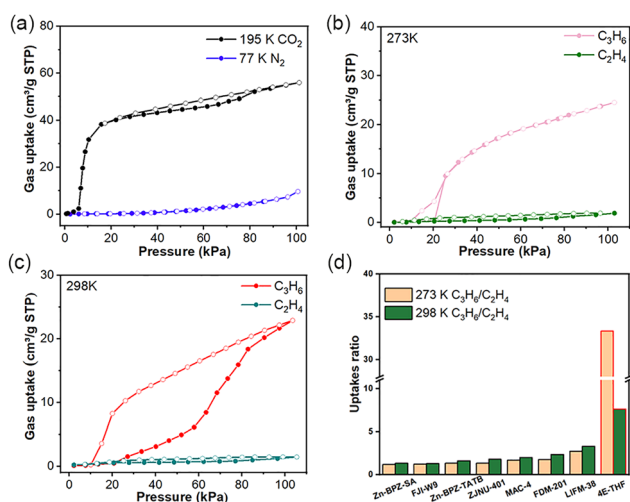 (a)
195 K CO₂
77 K N₂
Gas uptake (cm³/g STP)
80
60
40
20
0
0 20 40 60 80 100
Pressure (kPa)
(b)
273K
C₃H₆
C₂H₄
Gas uptake (cm³/g STP)
40
30
20
10
0
0 20 40 60 80 100
Pressure (kPa)
(c)
298K
C₃H₆
C₂H₄
Gas uptake (cm³/g STP)
30
20
10
0
0 20 40 60 80 100 120
Pressure (kPa)
(d)
273 K C₃H₆/C₂H₄
298 K C₃H₆/C₂H₄
Uptakes ratio
40
35
30
10
5
0
Zn-BPZ-SA
FJI-W9
Zn-BPZ-TATB
ZJNU-401
MAC-4
FDM-201
LIFM-38
4E-THF